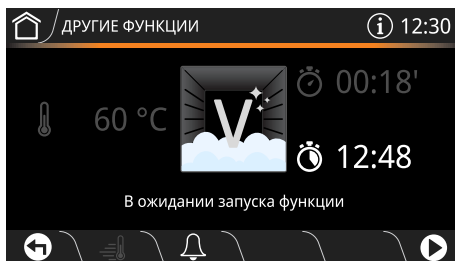 ДРУГИЕ ФУНКЦИИ
i 12:30
60 °C
V
00:18'
12:48
В ожидании запуска функции